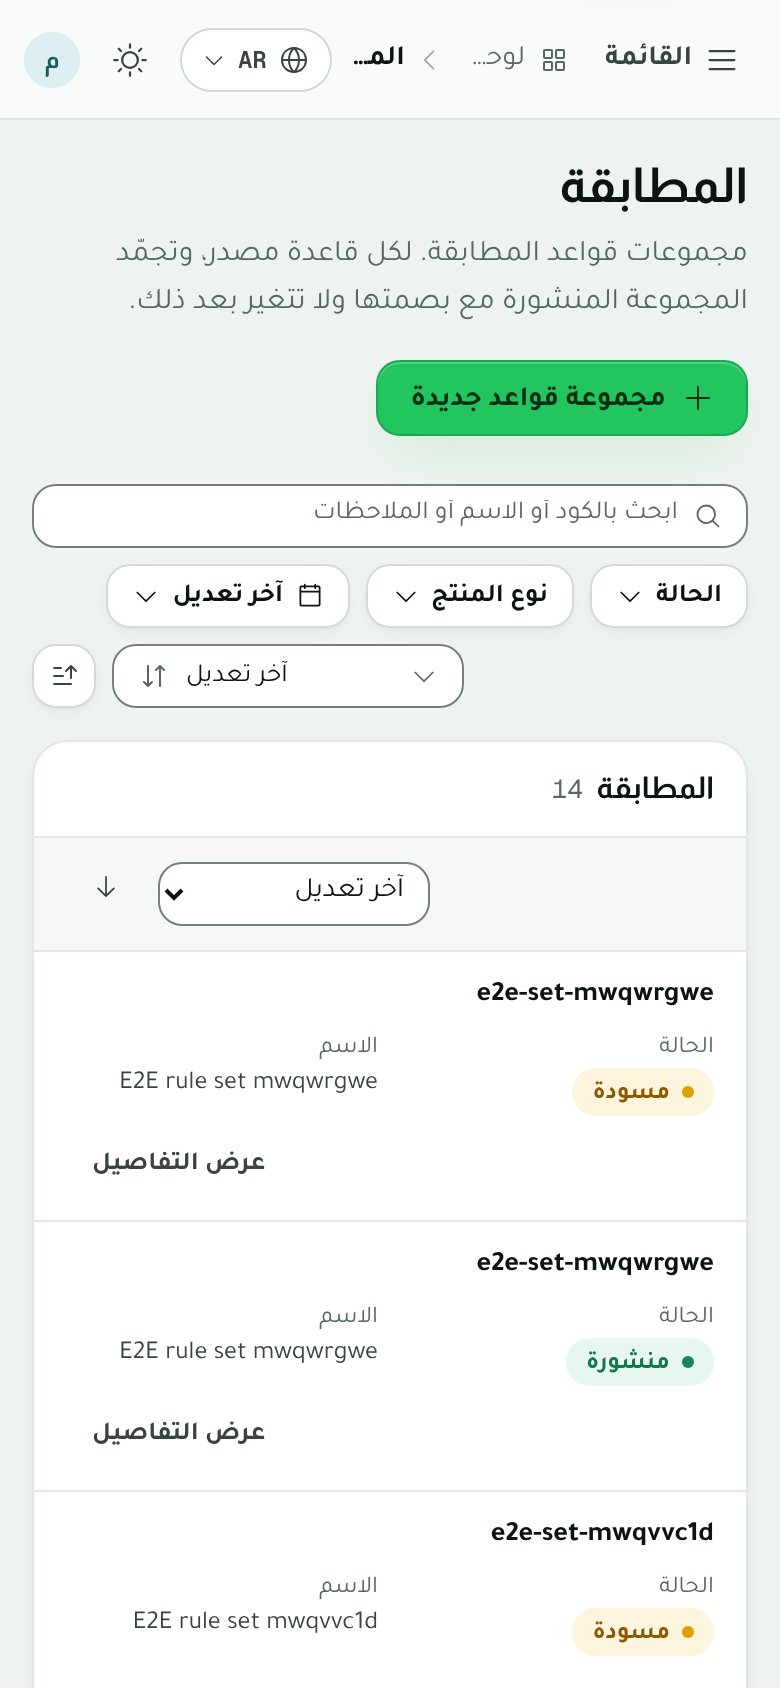 القائمة
لوحـ...
المـ...
AR
م
المطابقة
مجموعات قواعد المطابقة. لكل قاعدة مصدر، وتجمّد
المجموعة المنشورة مع بصمتها ولا تتغير بعد ذلك.
مجموعة قواعد جديدة
ابحث بالكود أو الاسم أو الملاحظات
الحالة
نوع المنتج
آخر تعديل
آخر تعديل
المطابقة 14
آخر تعديل
e2e-set-mwqwrgwe
الحالة
الاسم
مسودة
E2E rule set mwqwrgwe
عرض التفاصيل
e2e-set-mwqwrgwe
الحالة
الاسم
منشورة
E2E rule set mwqwrgwe
عرض التفاصيل
e2e-set-mwqvvc1d
الحالة
الاسم
مسودة
E2E rule set mwqvvc1d